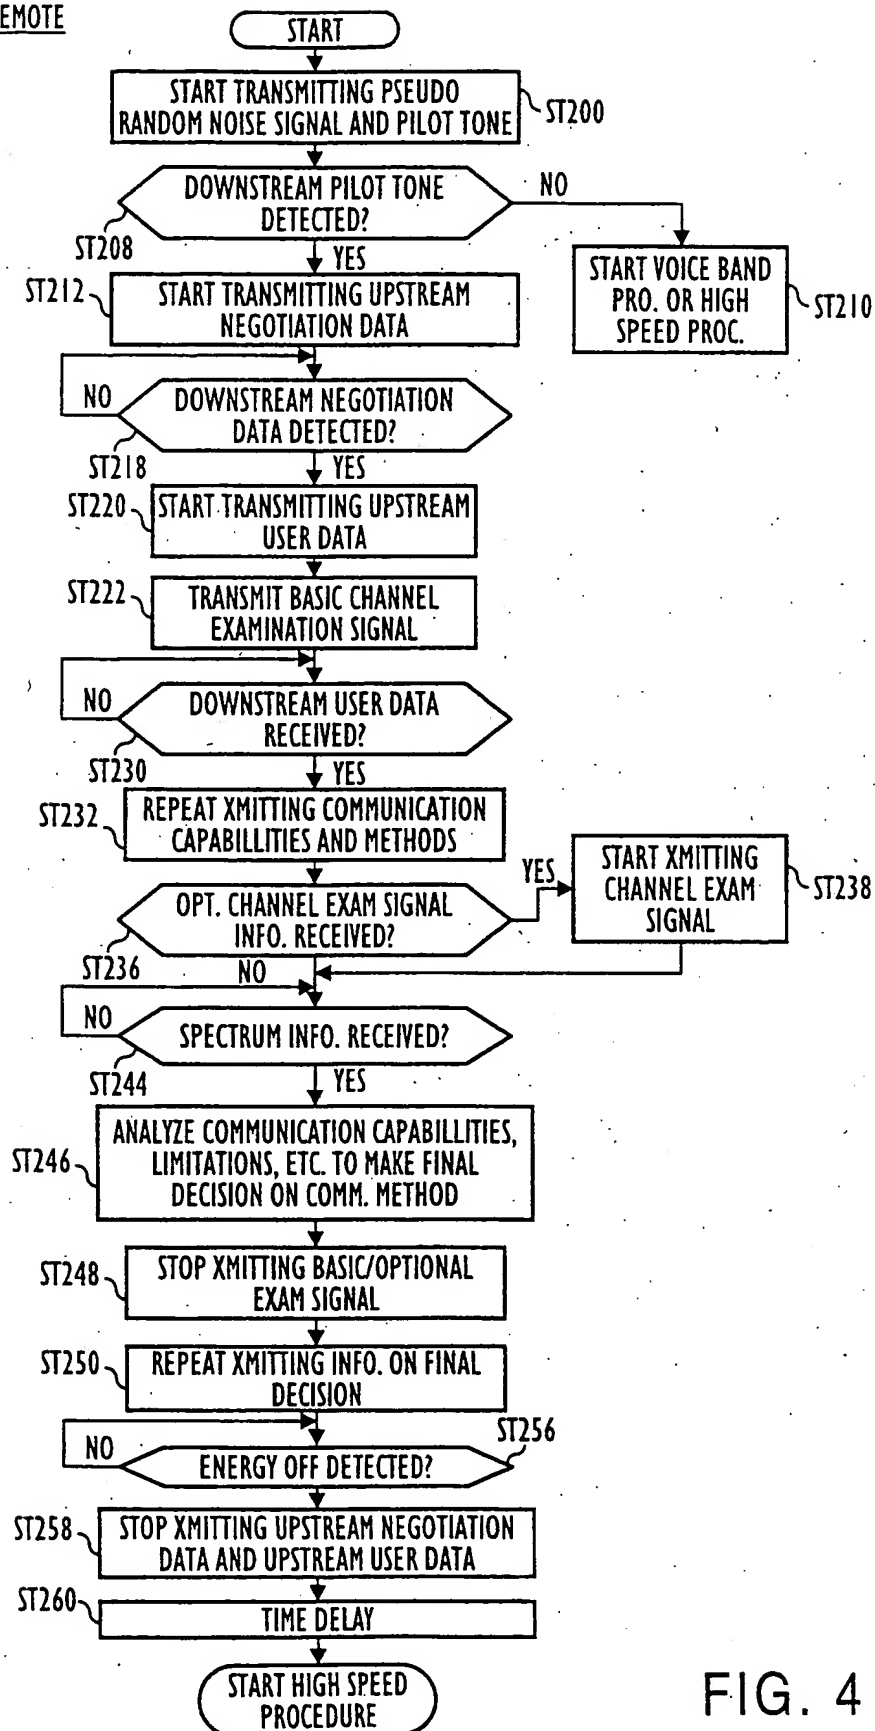 EMOTE
START
START TRANSMITTING PSEUDO
RANDOM NOISE SIGNAL AND PILOT TONE
ST200
DOWNSTREAM PILOT TONE
DETECTED?
NO
ST208
YES
START VOICE BAND
PRO. OR HIGH
SPEED PROC.
ST210
ST212
START TRANSMITTING UPSTREAM
NEGOTIATION DATA
NO
DOWNSTREAM NEGOTIATION
DATA DETECTED?
ST218
YES
ST220
START TRANSMITTING UPSTREAM
USER DATA
ST222
TRANSMIT BASIC CHANNEL
EXAMINATION SIGNAL
NO
DOWNSTREAM USER DATA
RECEIVED?
ST230
YES
ST232
REPEAT XMITTING COMMUNICATION
CAPABILLITIES AND METHODS
OPT. CHANNEL EXAM SIGNAL
INFO. RECEIVED?
YES
START XMITTING
CHANNEL EXAM
SIGNAL
ST238
ST236
NO
NO
SPECTRUM INFO. RECEIVED?
ST244
YES
ST246
ANALYZE COMMUNICATION CAPABILLITIES,
LIMITATIONS, ETC. TO MAKE FINAL
DECISION ON COMM. METHOD
ST248
STOP XMITTING BASIC/OPTIONAL
EXAM SIGNAL
ST250
REPEAT XMITTING INFO. ON FINAL
DECISION
NO
ENERGY OFF DETECTED?
ST256
ST258
STOP XMITTING UPSTREAM NEGOTIATION
DATA AND UPSTREAM USER DATA
ST260
TIME DELAY
START HIGH SPEED
PROCEDURE
FIG. 4